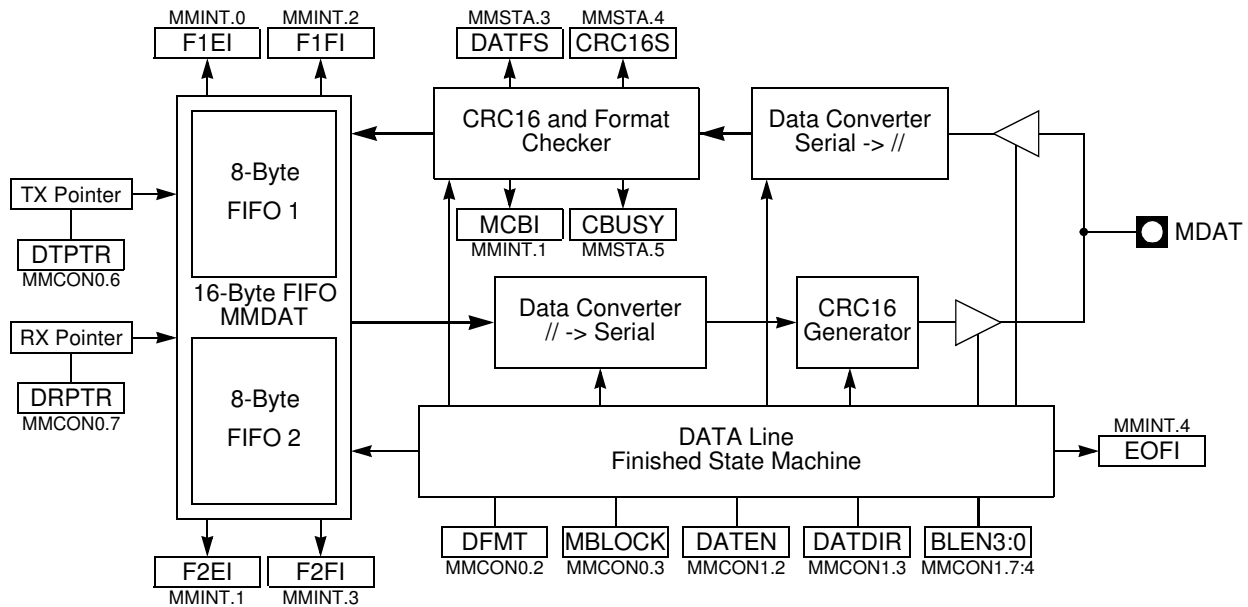 MMINT.0
MMINT.2
MMSTA.3
MMSTA.4
F1EI
F1FI
DATFS
CRC16S
8-Byte
FIFO 1
CRC16 and Format
Checker
Data Converter
Serial -> //
TX Pointer
DTPTR
MMCON0.6
MCBI
MMINT.1
CBUSY
MMSTA.5
MDAT
16-Byte FIFO
MMDAT
Data Converter
// -> Serial
CRC16
Generator
RX Pointer
DRPTR
MMCON0.7
8-Byte
FIFO 2
DATA Line
Finished State Machine
MMINT.4
EOFI
F2EI
MMINT.1
F2FI
MMINT.3
DFMT
MMCON0.2
MBLOCK
MMCON0.3
DATEN
MMCON1.2
DATDIR
MMCON1.3
BLEN3:0
MMCON1.7:4